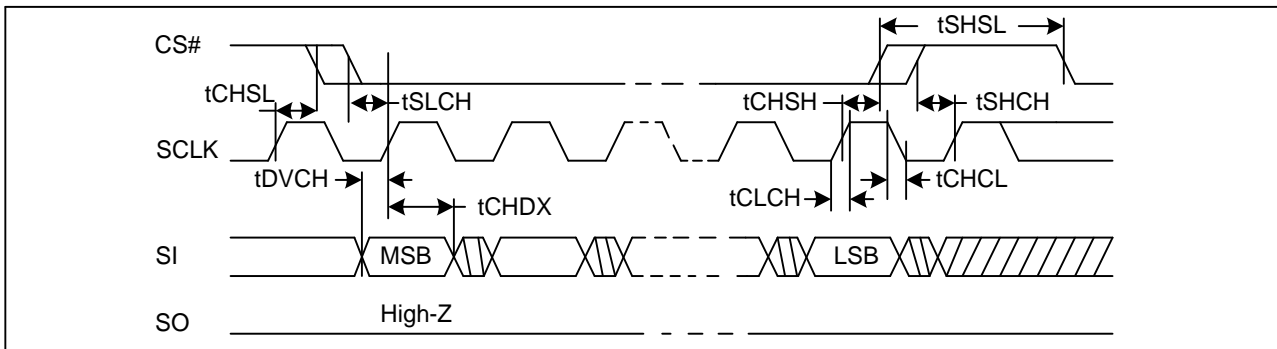 tSHSL
CS#
tCHSL
tSLCH
tCHSH
tSHCH
SCLK
tDVCH
tCHDX
tCLCH
tCHCL
SI
MSB
LSB
SO
High-Z